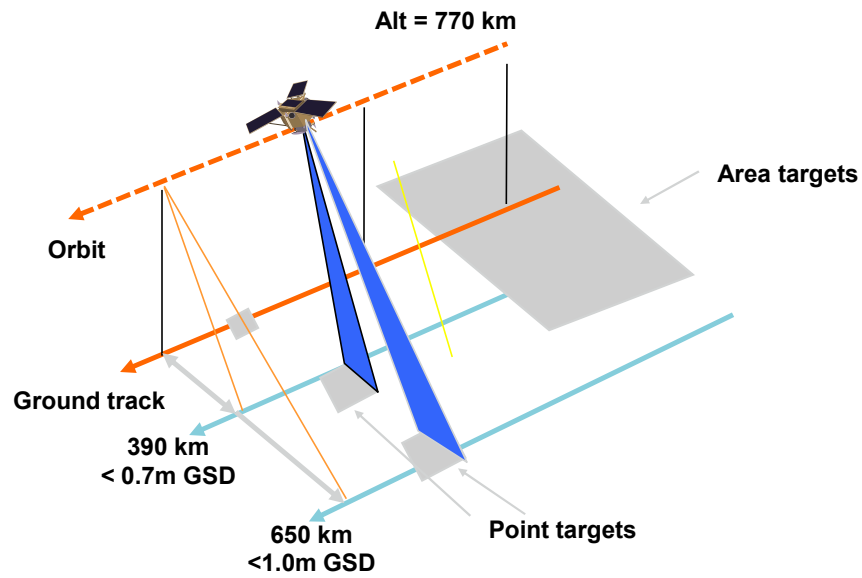 Alt = 770 km
Area targets
Orbit
Ground track
390 km
< 0.7m GSD
650 km
<1.0m GSD
Point targets